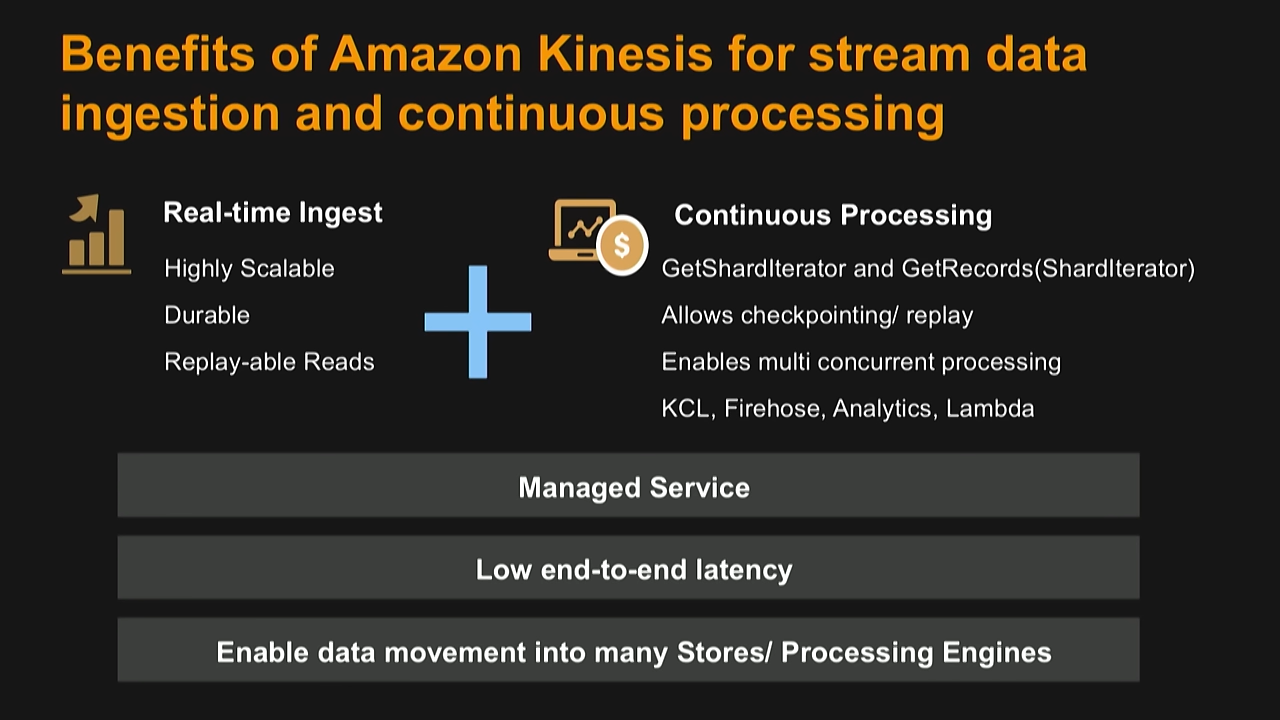 Benefits of Amazon Kinesis for stream data
ingestion and continuous processing
Real-time Ingest
Highly Scalable
Durable
Replay-able Reads
$
Continuous Processing
GetShardIterator and GetRecords(ShardIterator)
Allows checkpointing/ replay
Enables multi concurrent processing
KCL, Firehose, Analytics, Lambda
Managed Service
Low end-to-end latency
Enable data movement into many Stores/ Processing Engines